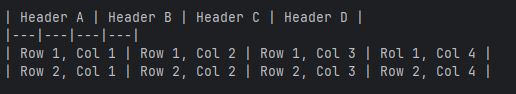 | Header A | Header B | Header C | Header D |
|---|---|---|---|
| Row 1, Col 1 | Row 1, Col 2 | Row 1, Col 3 | Rol 1, Col 4 |
| Row 2, Col 1 | Row 2, Col 2 | Row 2, Col 3 | Row 2, Col 4 |